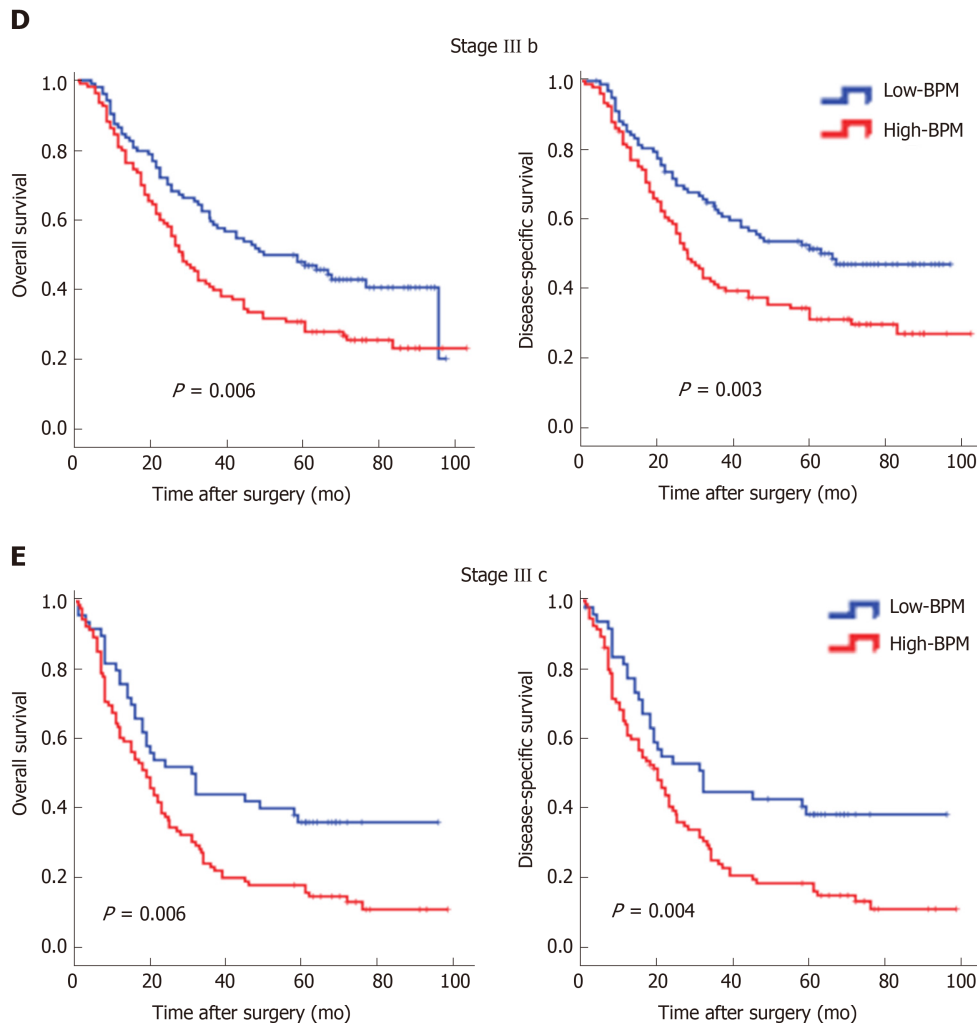 D
Stage III b
1.0
0.8
0.6
0.4
0.2
0.0
Overall survival
P = 0.006
0 20 40 60 80 100
Time after surgery (mo)
1.0
0.8
0.6
0.4
0.2
0.0
Disease-specific survival
Low-BPM
High-BPM
P = 0.003
0 20 40 60 80 100
Time after surgery (mo)
E
Stage III c
1.0
0.8
0.6
0.4
0.2
0.0
Overall survival
P = 0.006
0 20 40 60 80 100
Time after surgery (mo)
1.0
0.8
0.6
0.4
0.2
0.0
Disease-specific survival
Low-BPM
High-BPM
P = 0.004
0 20 40 60 80 100
Time after surgery (mo)